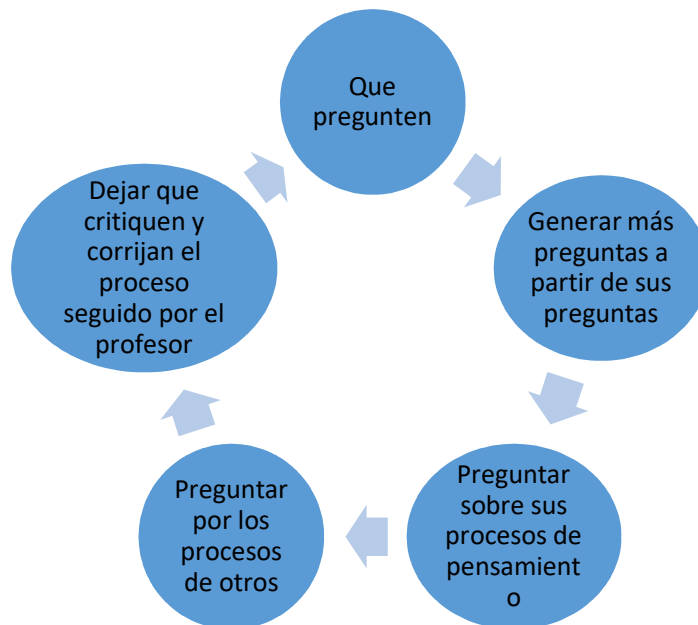 Que
pregunten
Generar más
preguntas a
partir de sus
preguntas
Preguntar
sobre sus
procesos de
pensamient
o
Preguntar
por los
procesos
de otros
Dejar que
critiquen y
corrijan el
proceso
seguido por el
profesor